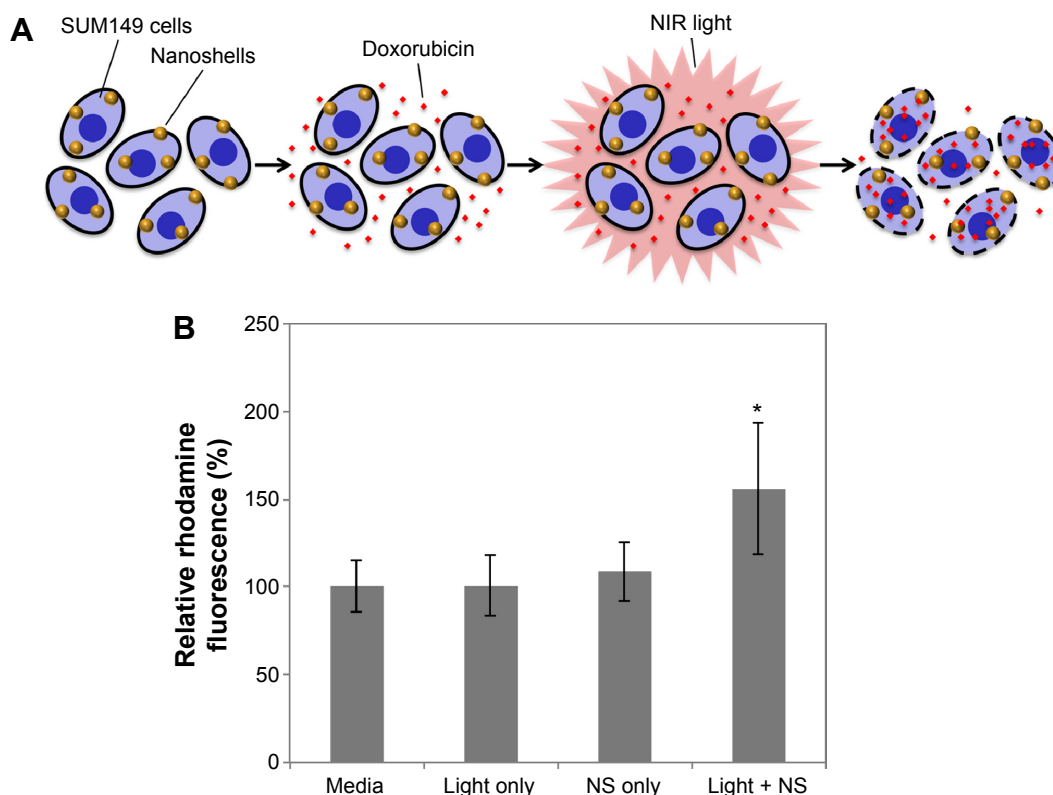 A
SUM149 cells
Nanoshells
Doxorubicin
NIR light
B
Relative rhodamine
fluorescence (%)
250
200
150
100
50
0
*
Media
Light only
NS only
Light + NS